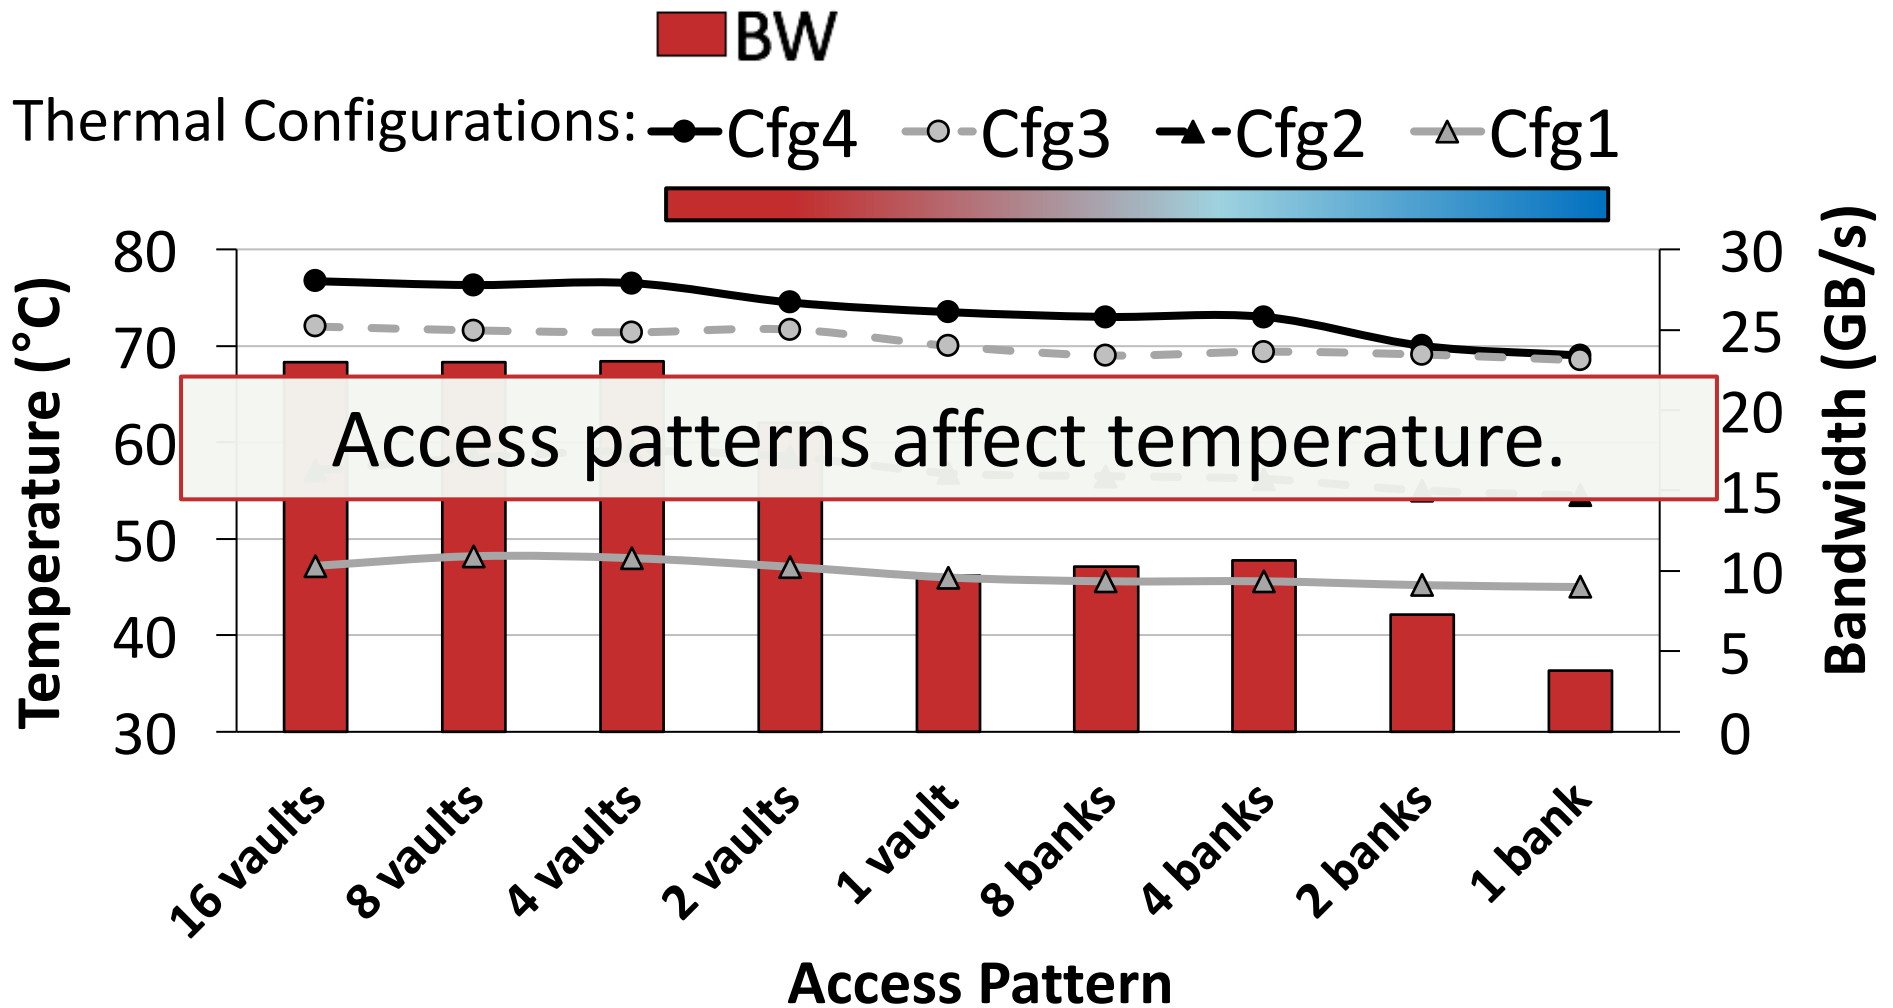 BW
Thermal Configurations: Cfg4 Cfg3 Cfg2 Cfg1
Temperature (°C)
80
70
60
50
40
30
Access patterns affect temperature.
30
25
20
15
10
5
0
Bandwidth (GB/s)
16 vaults
8 vaults
4 vaults
2 vaults
1 vault
8 banks
4 banks
2 banks
1 bank
Access Pattern